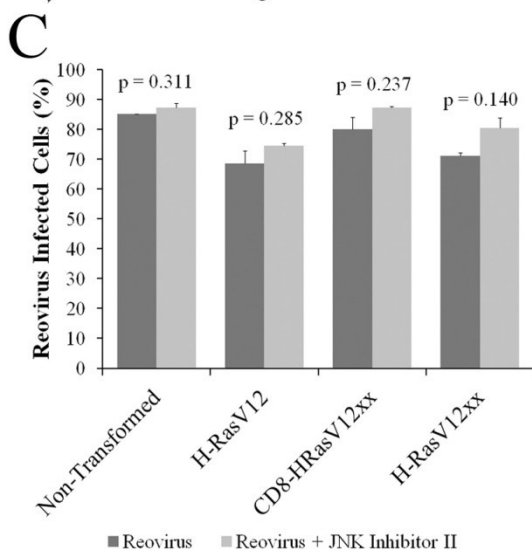 C
100
90
80
70
60
50
40
30
20
10
0
Reovirus Infected Cells (%)
p = 0.311
p = 0.285
p = 0.237
p = 0.140
Non-Transformed
H-RasV12
CD8-HRasV12xx
H-RasV12xx
Reovirus
Reovirus + JNK Inhibitor II